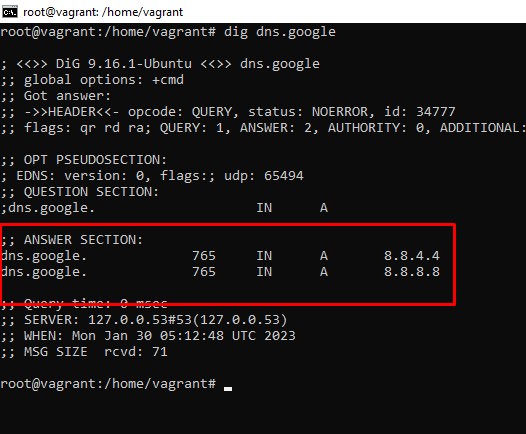 root@vagrant: /home/vagrant
root@vagrant:/home/vagrant# dig dns.google
; <<>> DiG 9.16.1-Ubuntu <<>> dns.google
;; global options: +cmd
;; Got answer:
;; ->>HEADER<<- opcode: QUERY, status: NOERROR, id: 34777
;; flags: qr rd ra; QUERY: 1, ANSWER: 2, AUTHORITY: 0, ADDITIONAL:
;; OPT PSEUDOSECTION:
; EDNS: version: 0, flags:; udp: 65494
;; QUESTION SECTION:
;dns.google. IN A
;; ANSWER SECTION:
dns.google. 765 IN A 8.8.4.4
dns.google. 765 IN A 8.8.8.8
;; Query time: 0 msec
;; SERVER: 127.0.0.53#53(127.0.0.53)
;; WHEN: Mon Jan 30 05:12:48 UTC 2023
;; MSG SIZE rcvd: 71
root@vagrant:/home/vagrant#